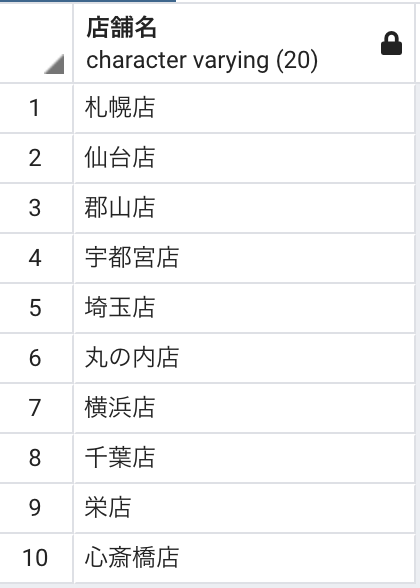 店舗名
character varying (20)
1 札幌店
2 仙台店
3 郡山店
4 宇都宮店
5 埼玉店
6 丸の内店
7 横浜店
8 千葉店
9 栄店
10 心斎橋店